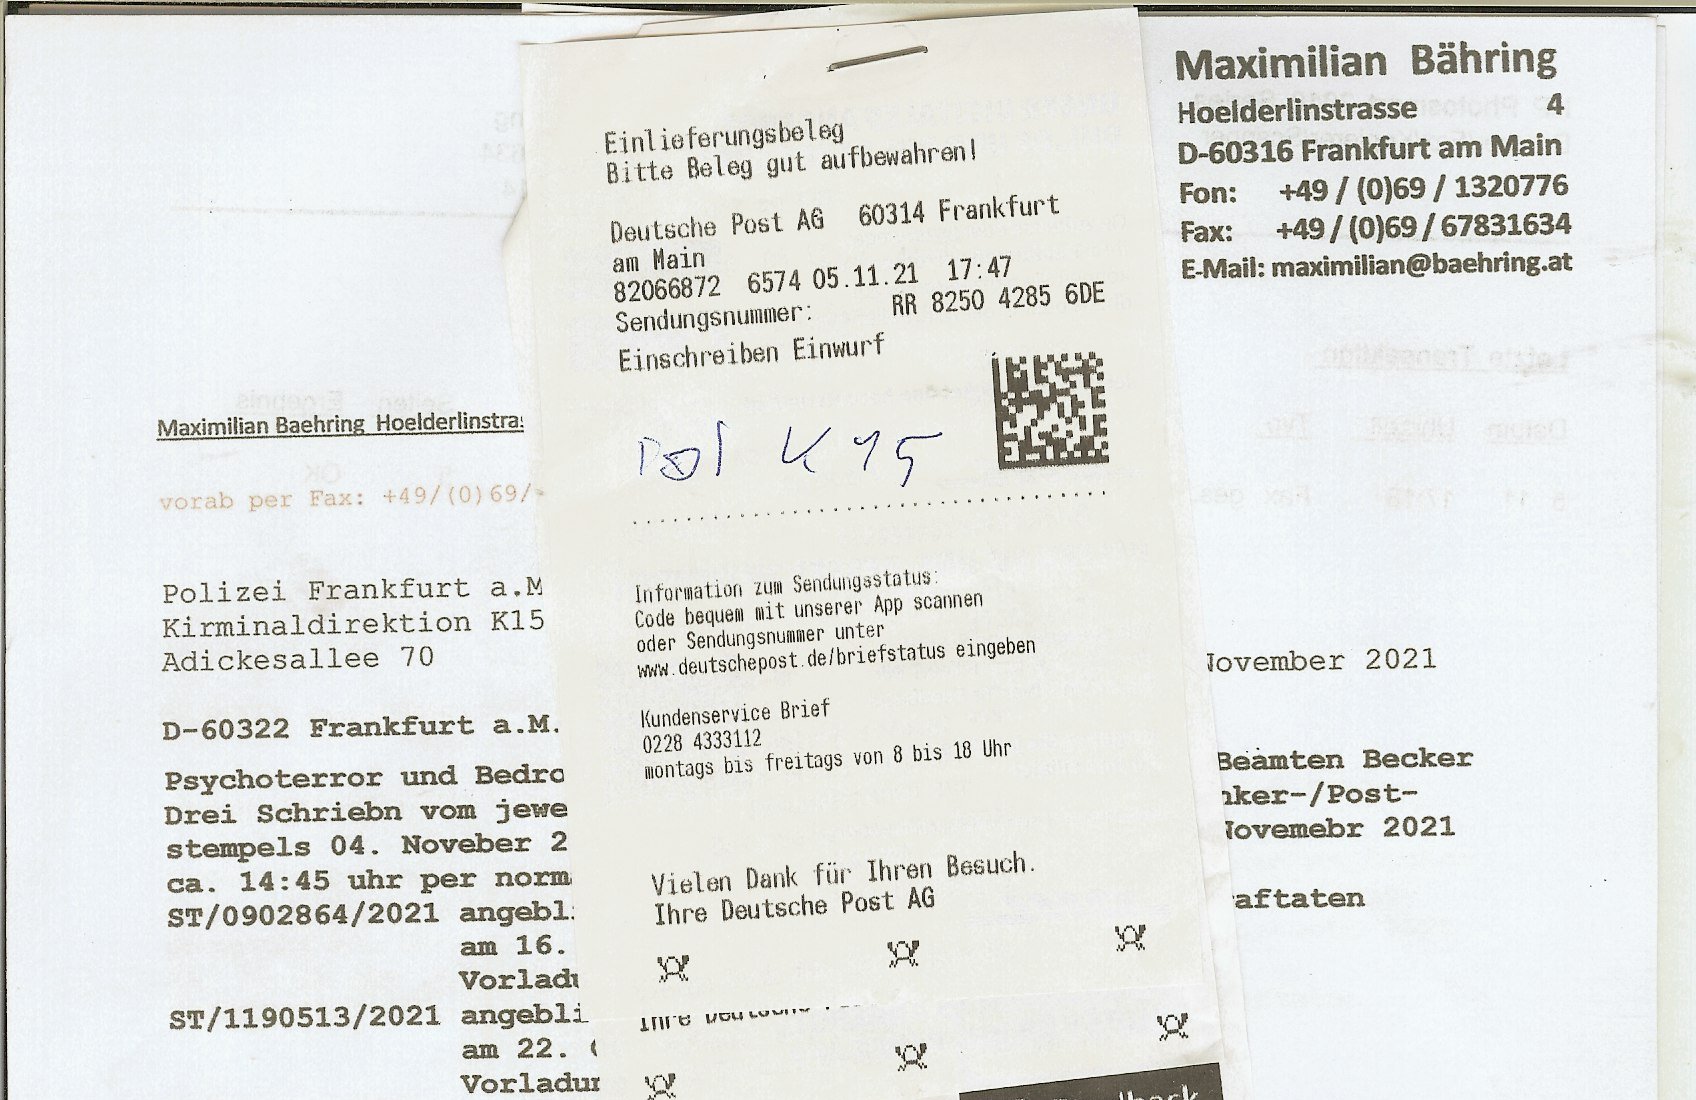 Maximilian Bähring
Hoelderlinstrasse 4
D-60316 Frankfurt am Main
Fon: +49 / (0)69 / 1320776
Fax: +49 / (0)69 / 67831634
E-Mail: maximilian@baehring.at
Einlieferungsbeleg
Bitte Beleg gut aufbewahren!
Deutsche Post AG 60314 Frankfurt
am Main
82066872 6574 05.11.21 17:47
Sendungsnummer: RR 8250 4285 6DE
Einschreiben Einwurf
Pol K 15
Information zum Sendungsstatus:
Code bequem mit unserer App scannen
oder Sendungsnummer unter
www.deutschepost.de/briefstatus eingeben
Kundenservice Brief
0228 4333112
montags bis freitags von 8 bis 18 Uhr
Vielen Dank für Ihren Besuch.
Ihre Deutsche Post AG
Ihre Deutsche
Maximilian Baehring Hoelderlinstras
vorab per Fax: +49/(0)69/
Polizei Frankfurt a.M
Kirminaldirektion K15
Adickesallee 70
November 2021
D-60322 Frankfurt a.M.
Psychoterror und Bedro Beamten Becker
Drei Schriebn vom jewe nker-/Post-
stempels 04. Noveber 2 Novemebr 2021
ca. 14:45 uhr per norm
ST/0902864/2021 angebli raftaten
am 16.
Vorladu
ST/1190513/2021 angebli
am 22.
Vorladun